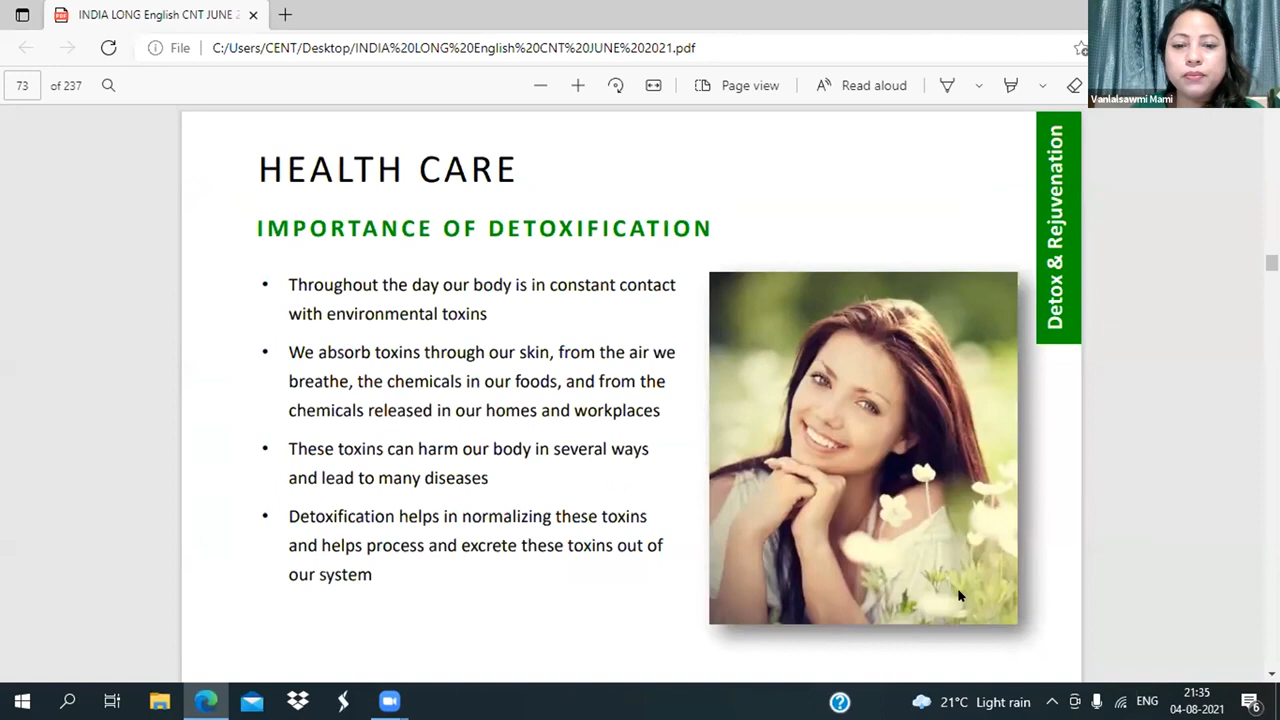 INDIA LONG English CNT JUNE 2
File
C:/Users/CENT/Desktop/INDIA%20LONG%20English%20CNT%20JUNE%202021.pdf
73 of 237
Page view
Read aloud
Vanlalsawmi Mami
HEALTH CARE
Detox & Rejuvenation
IMPORTANCE OF DETOXIFICATION
• Throughout the day our body is in constant contact
with environmental toxins
• We absorb toxins through our skin, from the air we
breathe, the chemicals in our foods, and from the
chemicals released in our homes and workplaces
• These toxins can harm our body in several ways
and lead to many diseases
• Detoxification helps in normalizing these toxins
and helps process and excrete these toxins out of
our system
21°C Light rain
ENG
21:35
04-08-2021
6